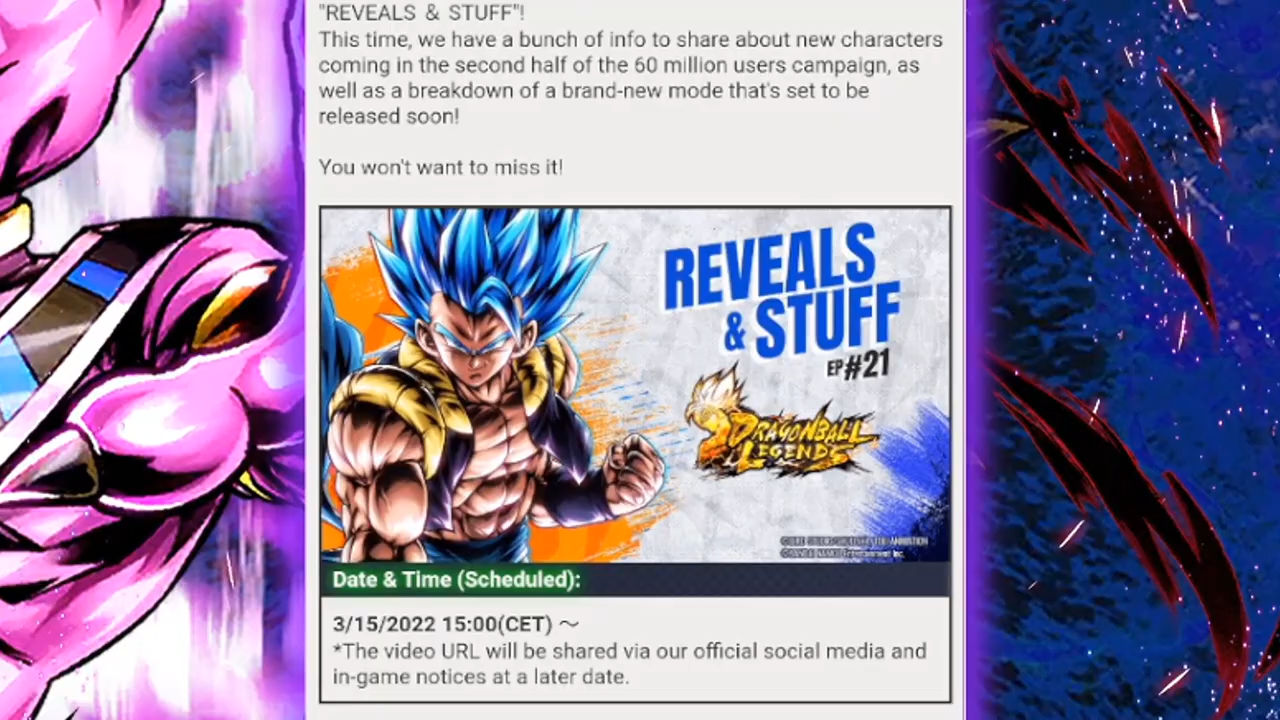 "REVEALS & STUFF"!
This time, we have a bunch of info to share about new characters
coming in the second half of the 60 million users campaign, as
well as a breakdown of a brand-new mode that's set to be
released soon!
You won't want to miss it!
REVEALS
& STUFF
EP#21
DRAGONBALL
LEGENDS
Date & Time (Scheduled):
3/15/2022 15:00(CET) ～
*The video URL will be shared via our official social media and
in-game notices at a later date.